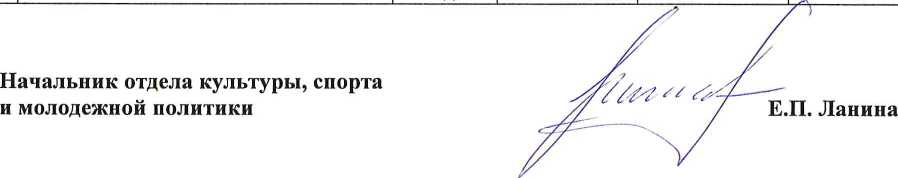 Начальник отдела культуры, спорта
и молодежной политики Е.П. Ланина